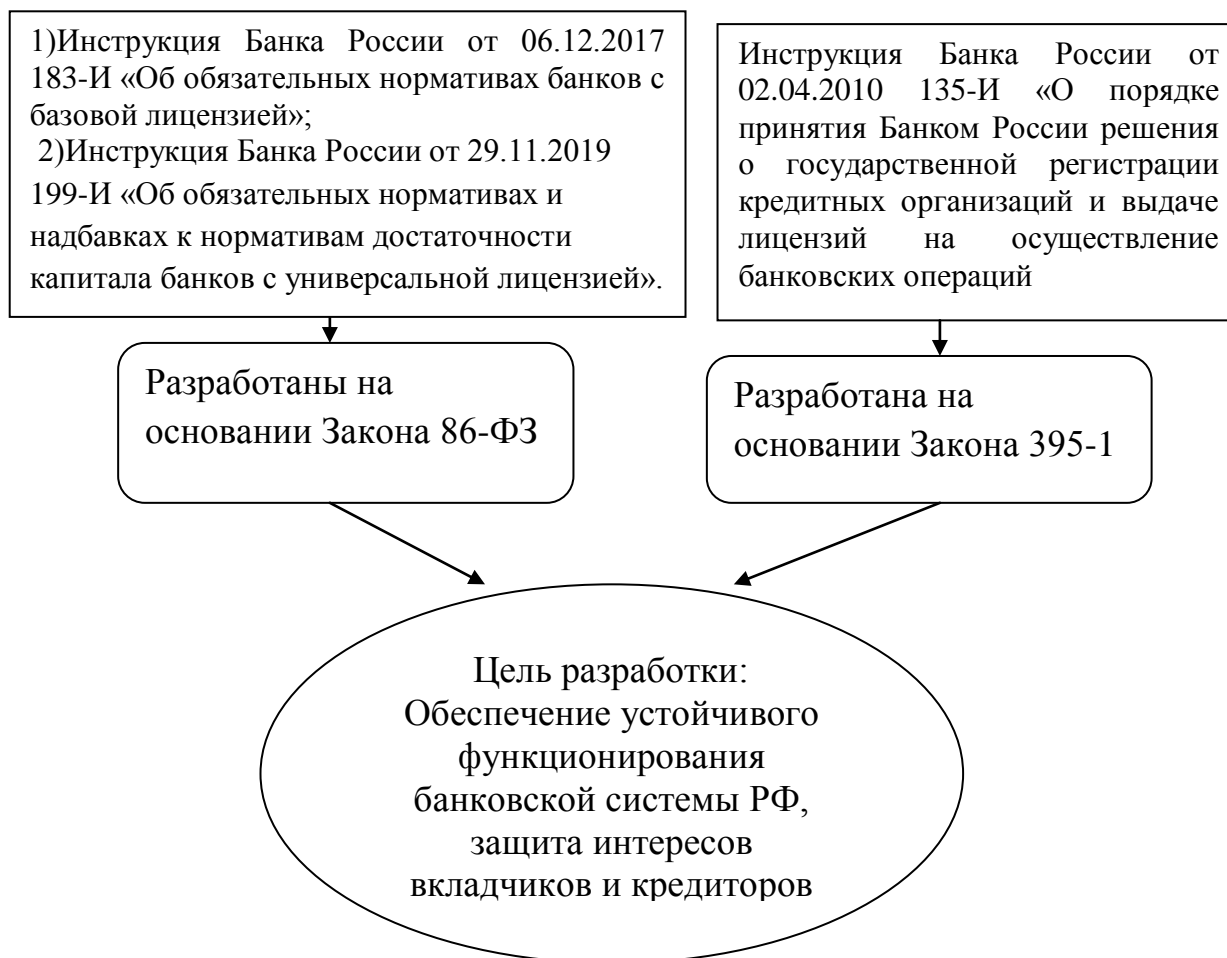 1)Инструкция Банка России от 06.12.2017
183-И «Об обязательных нормативах банков с
базовой лицензией»;
2)Инструкция Банка России от 29.11.2019
199-И «Об обязательных нормативах и
надбавках к нормативам достаточности
капитала банков с универсальной лицензией».
Инструкция Банка России от
02.04.2010 135-И «О порядке
принятия Банком России решения
о государственной регистрации
кредитных организаций и выдаче
лицензий на осуществление
банковских операций
Разработаны на
основании Закона 86-ФЗ
Разработана на
основании Закона 395-1
Цель разработки:
Обеспечение устойчивого
функционирования
банковской системы РФ,
защита интересов
вкладчиков и кредиторов